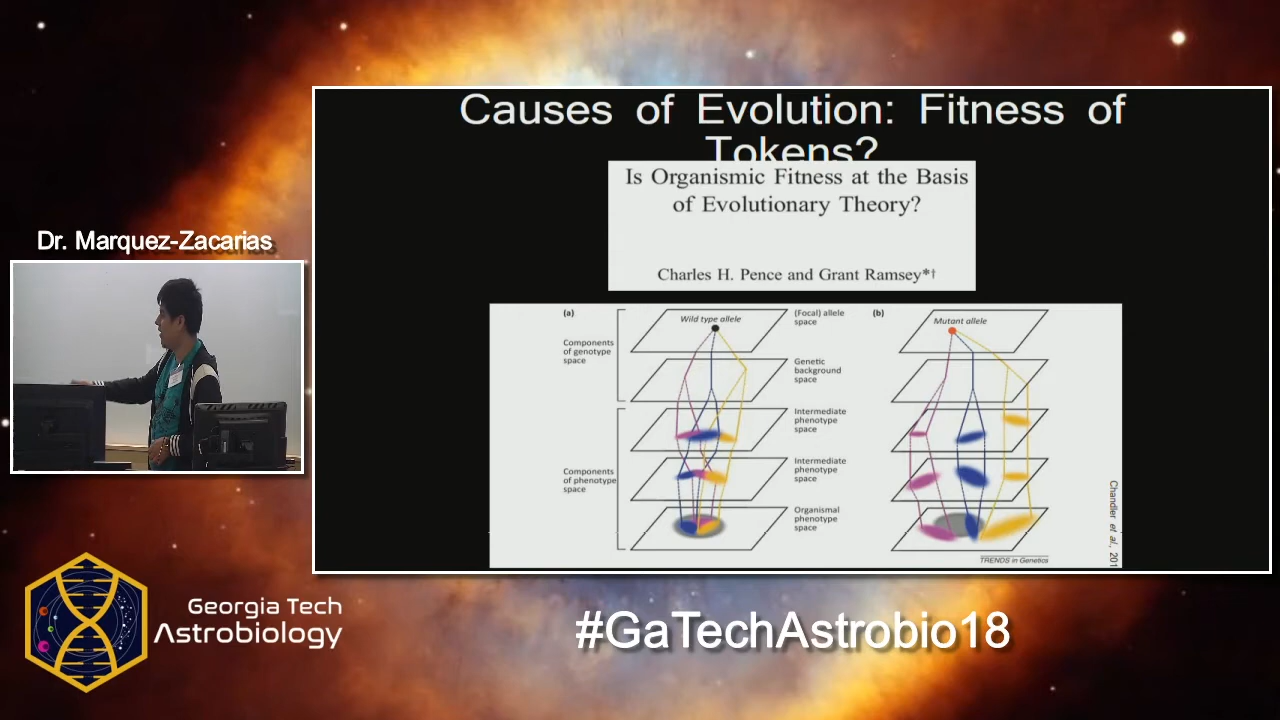 Causes of Evolution: Fitness of
Tokens?
Is Organismic Fitness at the Basis
of Evolutionary Theory?
Charles H. Pence and Grant Ramsey*†
Dr. Marquez-Zacarias
(a)
Wild type allele
(Focal) allele
space
Components
of genotype
space
Genetic
background
space
Intermediate
phenotype
space
Components
of phenotype
space
Intermediate
phenotype
space
Organismal
phenotype
space
(b)
Mutant allele
TRENDS in Genetics
Chandler et al., 201
Georgia Tech
Astrobiology
#GaTechAstrobio18